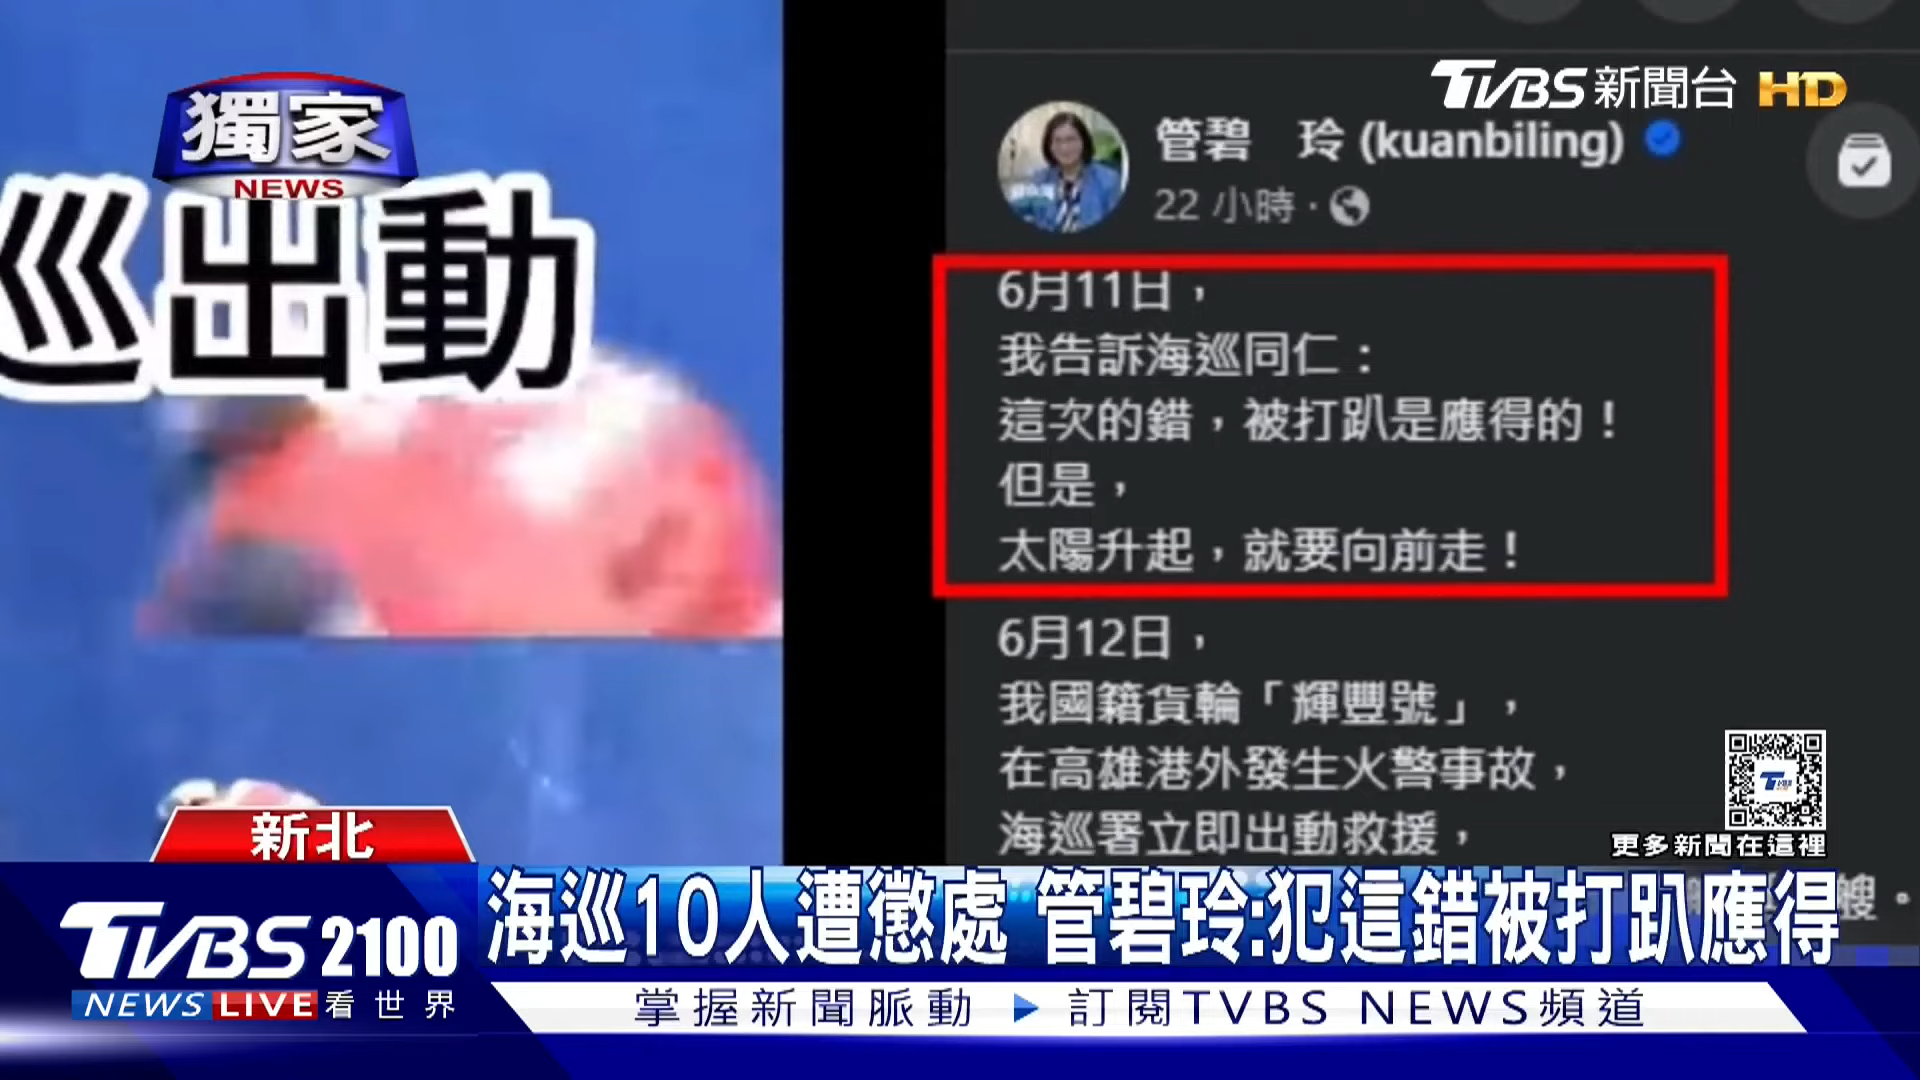 獨家
NEWS
巡出動
TVBS新聞台 HD
管碧 玲 (kuanbiling)
22 小時 ·
6月11日，
我告訴海巡同仁：
這次的錯，被打趴是應得的！
但是，
太陽升起，就要向前走！
6月12日，
我國籍貨輪「輝豐號」，
在高雄港外發生火警事故，
海巡署立即出動救援，
艘。
更多新聞在這裡
新北
海巡10人遭懲處 管碧玲:犯這錯被打趴應得
TVBS 2100
NEWS LIVE 看世界
掌握新聞脈動 ▶ 訂閱TVBS NEWS頻道